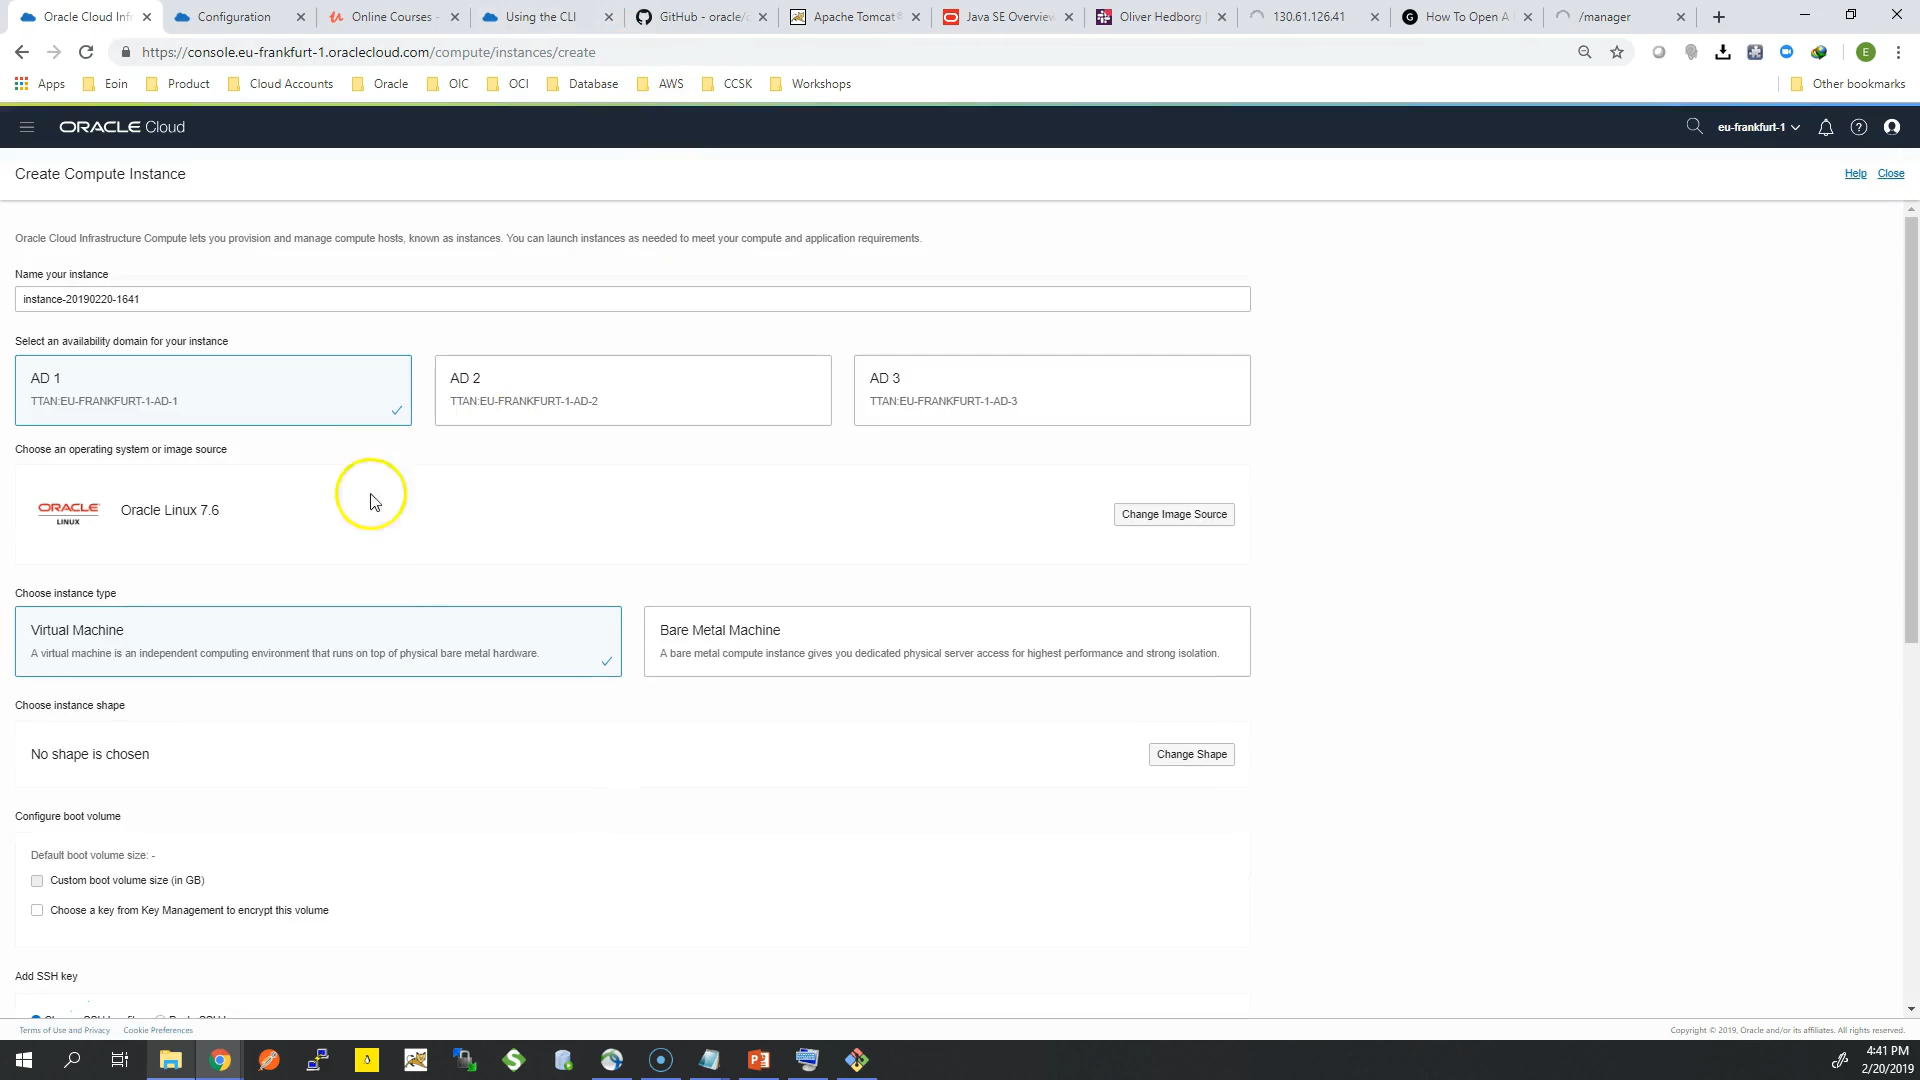 Oracle Cloud Infr
Configuration
Online Courses -
Using the CLI
GitHub - oracle/c
Apache Tomcat®
Java SE Overview
Oliver Hedborg |
130.61.126.41
How To Open A
/manager
https://console.eu-frankfurt-1.oraclecloud.com/compute/instances/create
E
Apps
Eoin
Product
Cloud Accounts
Oracle
OIC
OCI
Database
AWS
CCSK
Workshops
Other bookmarks
ORACLE Cloud
eu-frankfurt-1
Create Compute Instance
Help
Close
Oracle Cloud Infrastructure Compute lets you provision and manage compute hosts, known as instances. You can launch instances as needed to meet your compute and application requirements.
Name your instance
instance-20190220-1641
Select an availability domain for your instance
AD 1
TTAN:EU-FRANKFURT-1-AD-1
AD 2
TTAN:EU-FRANKFURT-1-AD-2
AD 3
TTAN:EU-FRANKFURT-1-AD-3
Choose an operating system or image source
ORACLE
LINUX
Oracle Linux 7.6
Change Image Source
Choose instance type
Virtual Machine
A virtual machine is an independent computing environment that runs on top of physical bare metal hardware.
Bare Metal Machine
A bare metal compute instance gives you dedicated physical server access for highest performance and strong isolation.
Choose instance shape
No shape is chosen
Change Shape
Configure boot volume
Default boot volume size: -
Custom boot volume size (in GB)
Choose a key from Key Management to encrypt this volume
Add SSH key
Terms of Use and Privacy
Cookie Preferences
Copyright © 2019, Oracle and/or its affiliates. All rights reserved.
4:41 PM
2/20/2019